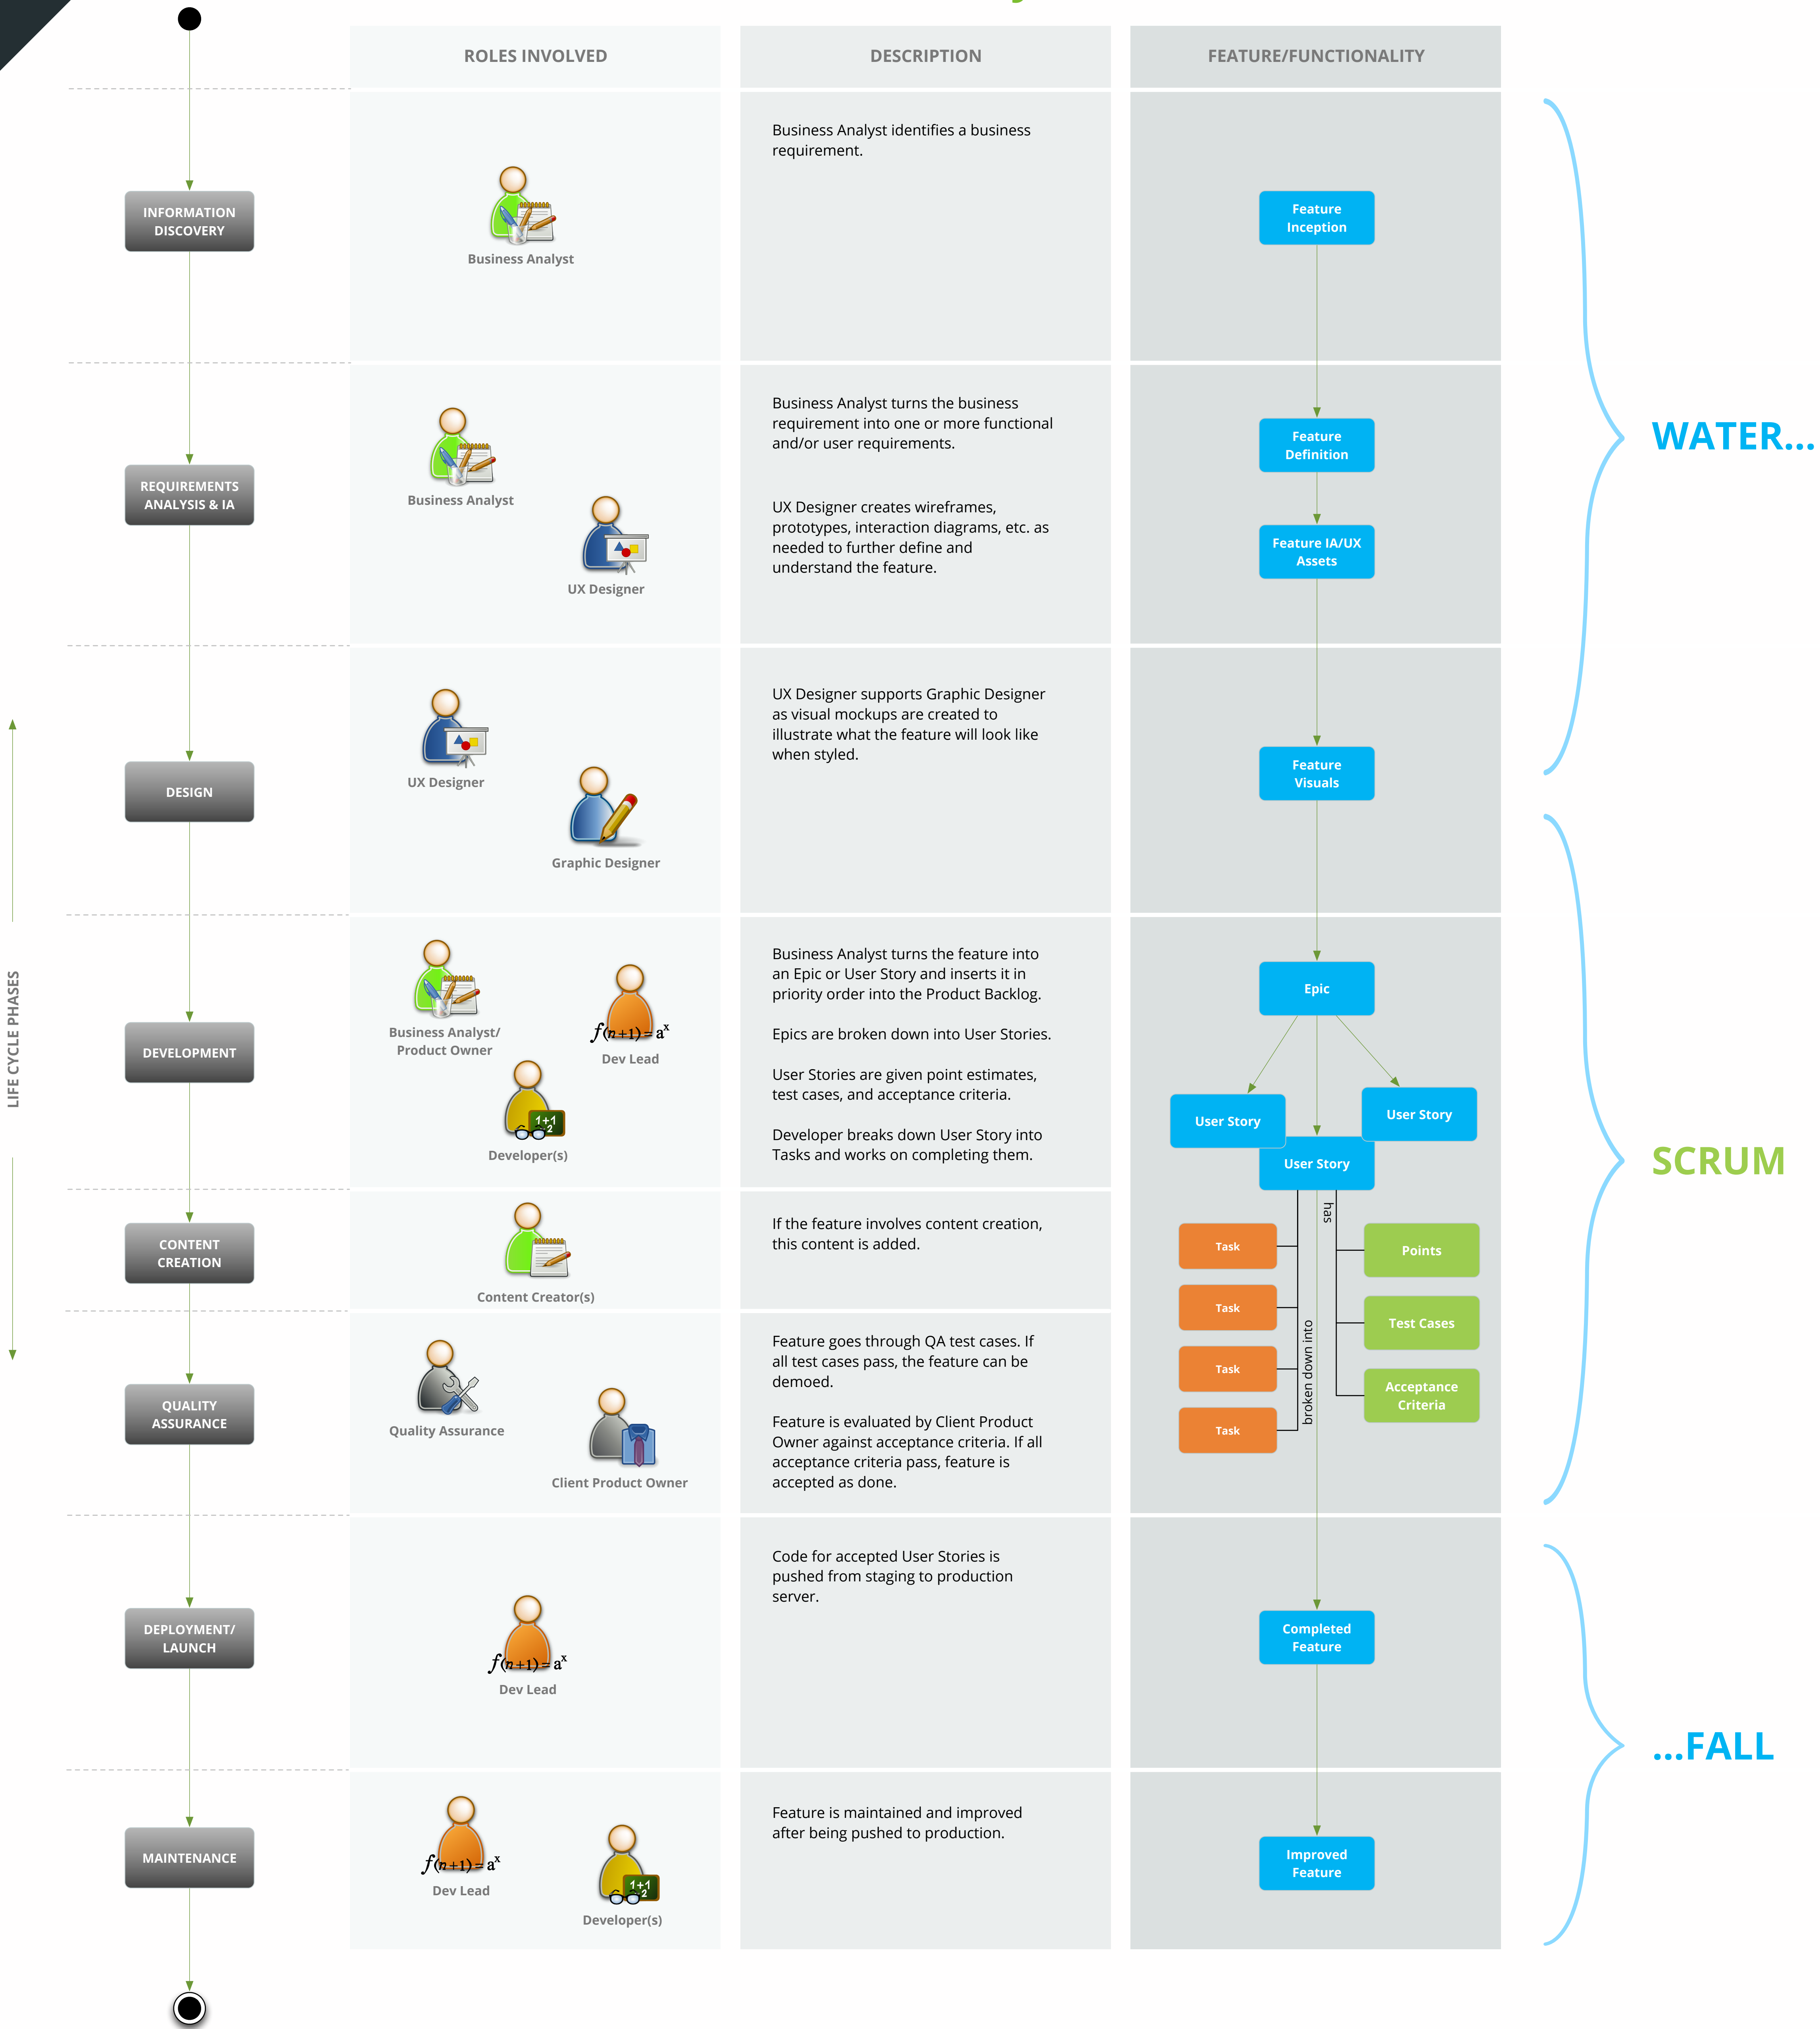 ROLES INVOLVED
DESCRIPTION
FEATURE/FUNCTIONALITY
INFORMATION
DISCOVERY
Business Analyst
Business Analyst identifies a business
requirement.
Feature
Inception
WATER...
REQUIREMENTS
ANALYSIS & IA
Business Analyst
UX Designer
Business Analyst turns the business
requirement into one or more functional
and/or user requirements.
UX Designer creates wireframes,
prototypes, interaction diagrams, etc. as
needed to further define and
understand the feature.
Feature
Definition
Feature IA/UX
Assets
DESIGN
UX Designer
Graphic Designer
UX Designer supports Graphic Designer
as visual mockups are created to
illustrate what the feature will look like
when styled.
Feature
Visuals
LIFE CYCLE PHASES
DEVELOPMENT
Business Analyst/
Product Owner
f(n+1)=aˣ
Dev Lead
1+1
2
Developer(s)
Business Analyst turns the feature into
an Epic or User Story and inserts it in
priority order into the Product Backlog.
Epics are broken down into User Stories.
User Stories are given point estimates,
test cases, and acceptance criteria.
Developer breaks down User Story into
Tasks and works on completing them.
Epic
User Story
User Story
User Story
SCRUM
CONTENT
CREATION
Content Creator(s)
If the feature involves content creation,
this content is added.
has
broken down into
Task
Task
Task
Task
Points
Test Cases
Acceptance
Criteria
QUALITY
ASSURANCE
Quality Assurance
Client Product Owner
Feature goes through QA test cases. If
all test cases pass, the feature can be
demoed.
Feature is evaluated by Client Product
Owner against acceptance criteria. If all
acceptance criteria pass, feature is
accepted as done.
DEPLOYMENT/
LAUNCH
f(n+1)=aˣ
Dev Lead
Code for accepted User Stories is
pushed from staging to production
server.
Completed
Feature
...FALL
MAINTENANCE
f(n+1)=aˣ
Dev Lead
1+1
2
Developer(s)
Feature is maintained and improved
after being pushed to production.
Improved
Feature